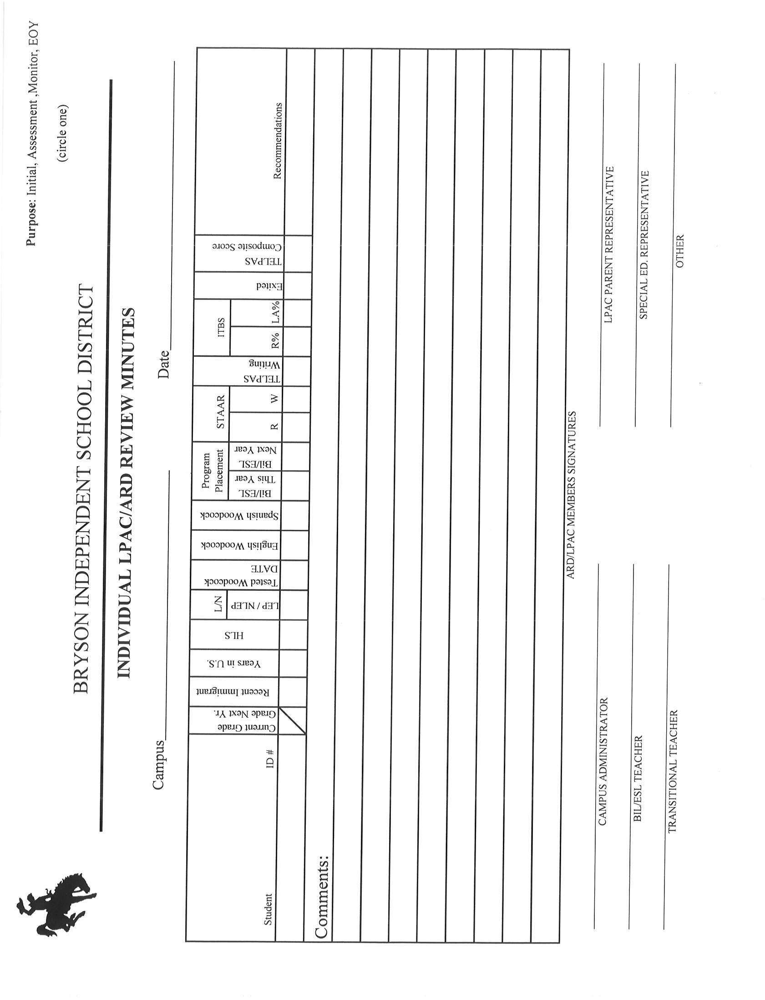 Purpose: Initial, Assessment ,Monitor, EOY
(circle one)
BRYSON INDEPENDENT SCHOOL DISTRICT
INDIVIDUAL LPAC/ARD REVIEW MINUTES
Campus
Date
Student
ID #
Current Grade
Grade Next Yr.
Recent Immigrant
Years in U.S.
HLS
L/N
LEP / NLEP
Tested Woodcock
DATE
English Woodcock
Spanish Woodcock
Program
Placement
Bil/ESL
This Year
Bil/ESL
Next Year
STAAR
R
W
TELPAS
Writing
ITBS
R%
LA%
Exited
TELPAS
Composite Score
Recommendations
Comments:
ARD/LPAC MEMBERS SIGNATURES
CAMPUS ADMINISTRATOR
LPAC PARENT REPRESENTATIVE
BIL/ESL TEACHER
SPECIAL ED. REPRESENTATIVE
TRANSITIONAL TEACHER
OTHER